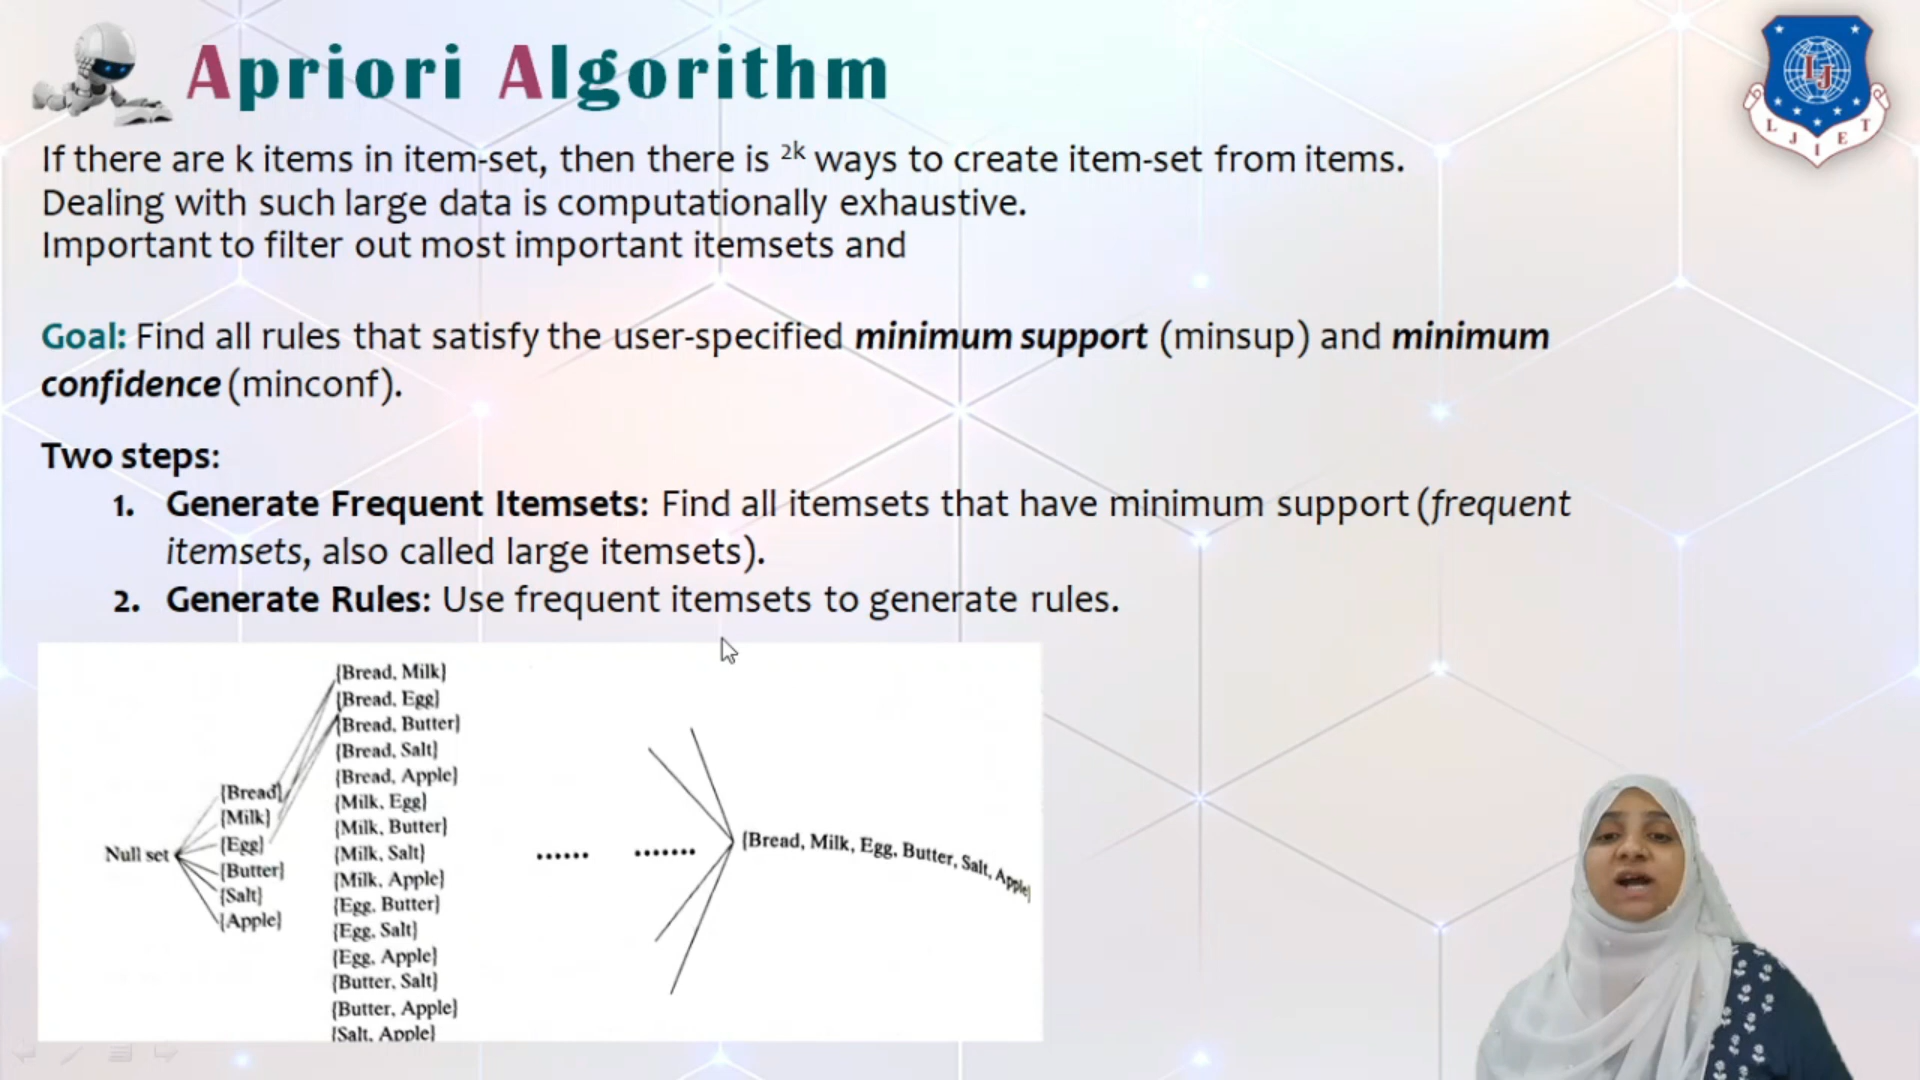 Apriori Algorithm
If there are k items in item-set, then there is 2k ways to create item-set from items.
Dealing with such large data is computationally exhaustive.
Important to filter out most important itemsets and
Goal: Find all rules that satisfy the user-specified minimum support (minsup) and minimum
confidence (minconf).
Two steps:
1. Generate Frequent Itemsets: Find all itemsets that have minimum support (frequent
itemsets, also called large itemsets).
2. Generate Rules: Use frequent itemsets to generate rules.
Null set
{Bread}
{Milk}
{Egg}
{Butter}
{Salt}
{Apple}
{Bread, Milk}
{Bread, Egg}
{Bread, Butter}
{Bread, Salt}
{Bread, Apple}
{Milk, Egg}
{Milk, Butter}
{Milk, Salt}
{Milk, Apple}
{Egg, Butter}
{Egg, Salt}
{Egg, Apple}
{Butter, Salt}
{Butter, Apple}
{Salt, Apple}
...... .......
{Bread, Milk, Egg, Butter, Salt, Apple}
LJ
L J I E T